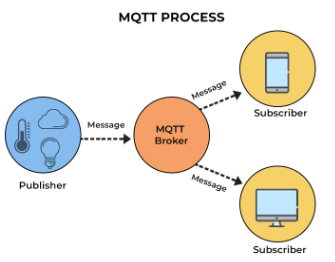 MQTT PROCESS
Message
Subscriber
Message
MQTT
Broker
Publisher
Message
Subscriber